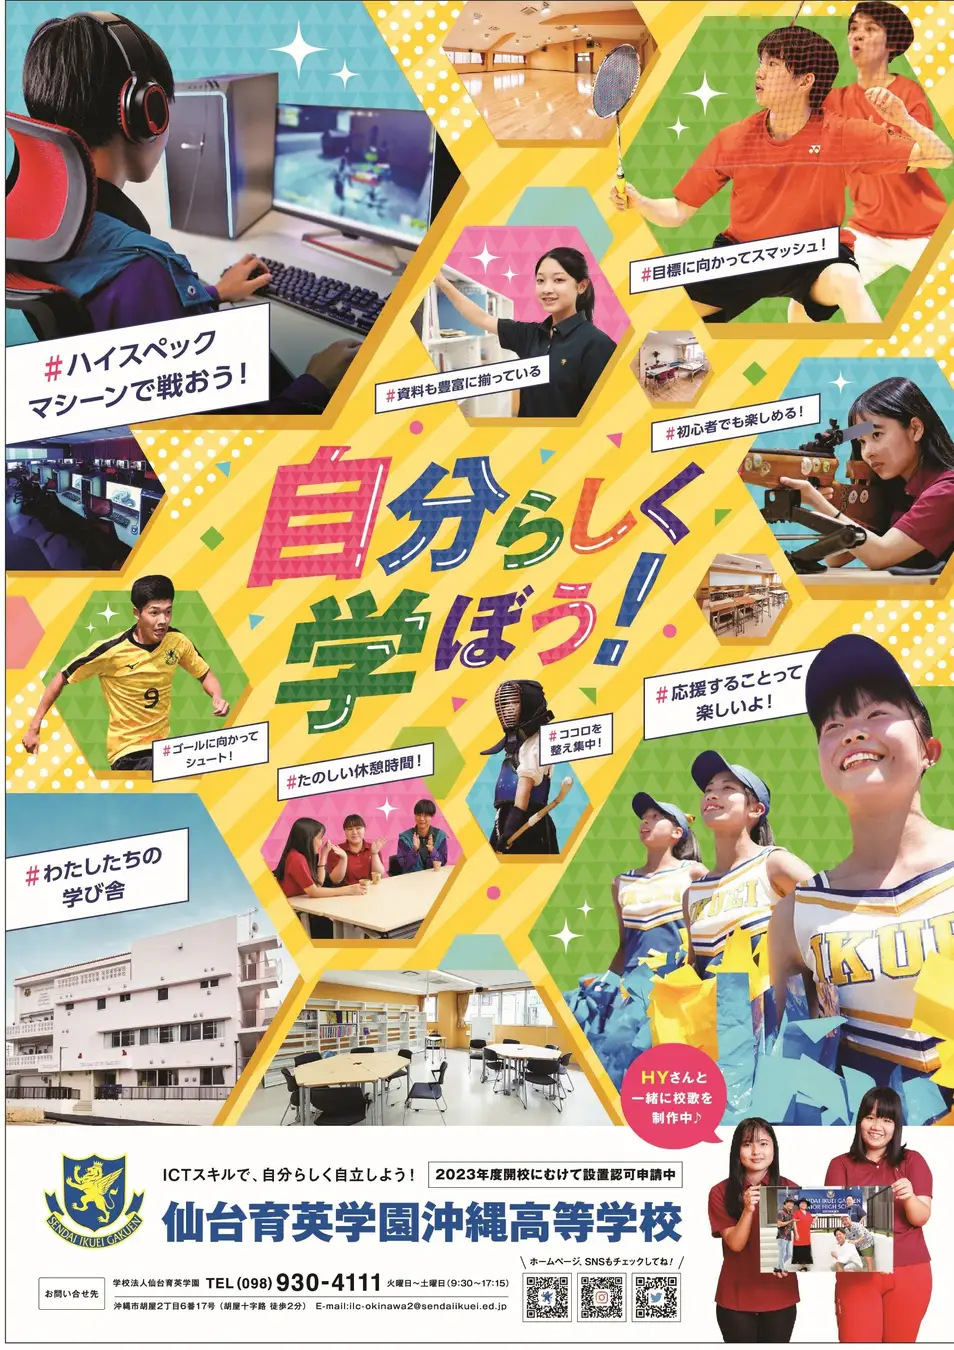 #ハイスペック
マシーンで戦おう!
#目標に向かってスマッシュ!
#資料も豊富に揃っている
#初心者でも楽しめる!
自分らしく
学ぼう!
9
#ゴールに向かって
シュート!
#たのしい休憩時間!
#ココロを
整え集中!
#応援することって
楽しいよ!
IKUEI
#わたしたちの
学び舎
HYさんと
一緒に校歌を
制作中♪
SENDAI IKUEI GAKUEN
ICTスキルで、自分らしく自立しよう!
2023年度開校にむけて設置認可申請中
仙台育英学園沖縄高等学校
お問い合せ先
学校法人仙台育英学園 TEL(098)930-4111 火曜日〜土曜日(9:30〜17:15)
沖縄市胡屋2丁目6番17号(胡屋十字路 徒歩2分) E-mail:ilc-okinawa2@sendaiikuei.ed.jp
\ホームページ、SNSもチェックしてね!/